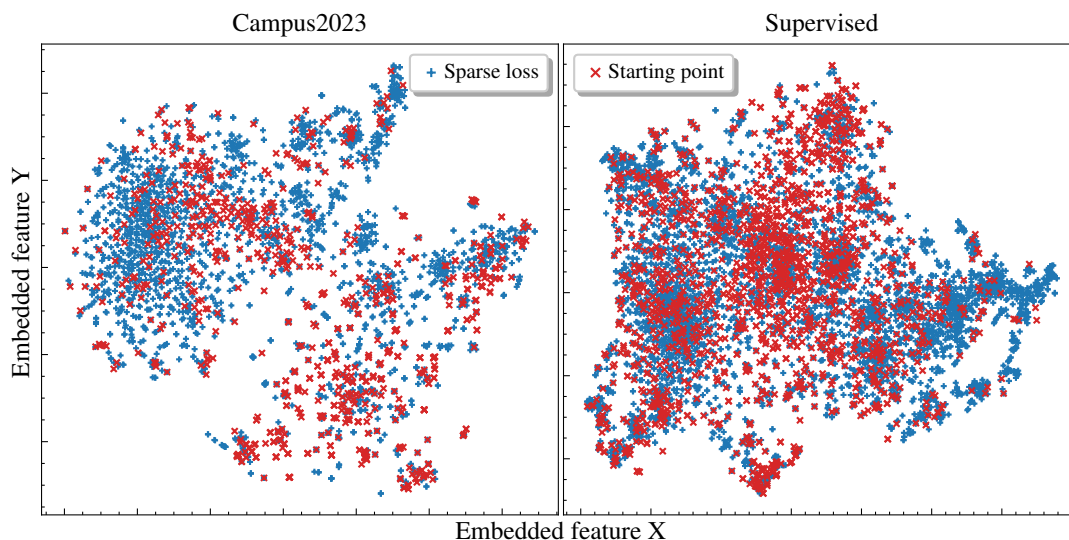 Campus2023
Supervised
Sparse loss
Starting point
Embedded feature Y
Embedded feature X